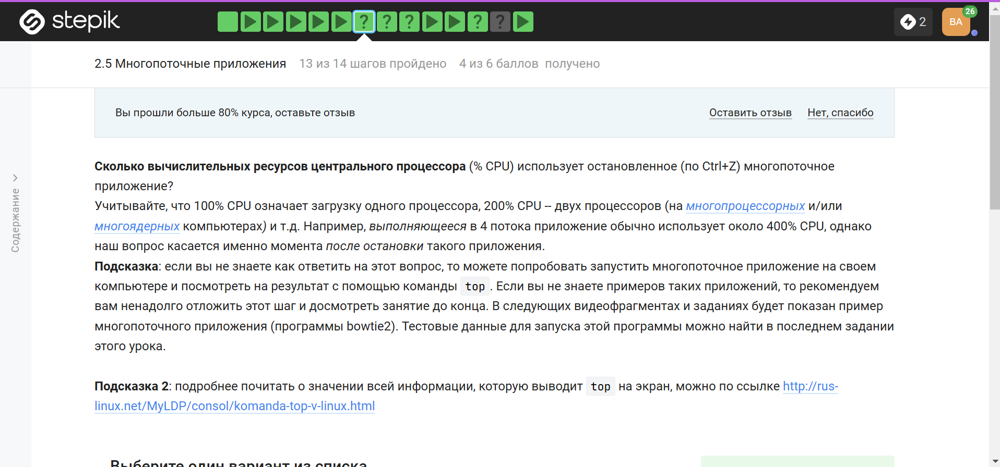 stepik
? ? ? ? ?
2
BA
26
2.5 Многопоточные приложения 13 из 14 шагов пройдено 4 из 6 баллов получено
Вы прошли больше 80% курса, оставьте отзыв Оставить отзыв Нет, спасибо
Содержание
Сколько вычислительных ресурсов центрального процессора (% CPU) использует остановленное (по Ctrl+Z) многопоточное
приложение?
Учитывайте, что 100% CPU означает загрузку одного процессора, 200% CPU -- двух процессоров (на многопроцессорных и/или
многоядерных компьютерах) и т.д. Например, выполняющееся в 4 потока приложение обычно использует около 400% CPU, однако
наш вопрос касается именно момента после остановки такого приложения.
Подсказка: если вы не знаете как ответить на этот вопрос, то можете попробовать запустить многопоточное приложение на своем
компьютере и посмотреть на результат с помощью команды top . Если вы не знаете примеров таких приложений, то рекомендуем
вам ненадолго отложить этот шаг и досмотреть занятие до конца. В следующих видеофрагментах и заданиях будет показан пример
многопоточного приложения (программы bowtie2). Тестовые данные для запуска этой программы можно найти в последнем задании
этого урока.
Подсказка 2: подробнее почитать о значении всей информации, которую выводит top на экран, можно по ссылке http://rus-
linux.net/MyLDP/consol/komanda-top-v-linux.html
Выберите один вариант из списка